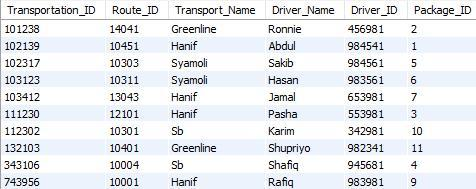 Transportation_ID Route_ID Transport_Name Driver_Name Driver_ID Package_ID
101238 14041 Greenline Ronnie 456981 2
102139 10451 Hanif Abdul 984541 1
102317 10303 Syamoli Sakib 984561 5
103123 10311 Syamoli Hasan 983561 6
103412 13043 Hanif Jamal 653981 7
111230 12101 Hanif Pasha 553981 3
112302 10301 Sb Karim 342981 10
132103 10401 Greenline Shupriyo 982341 11
343106 10004 Sb Shafiq 945681 4
743956 10001 Hanif Rafiq 983981 9